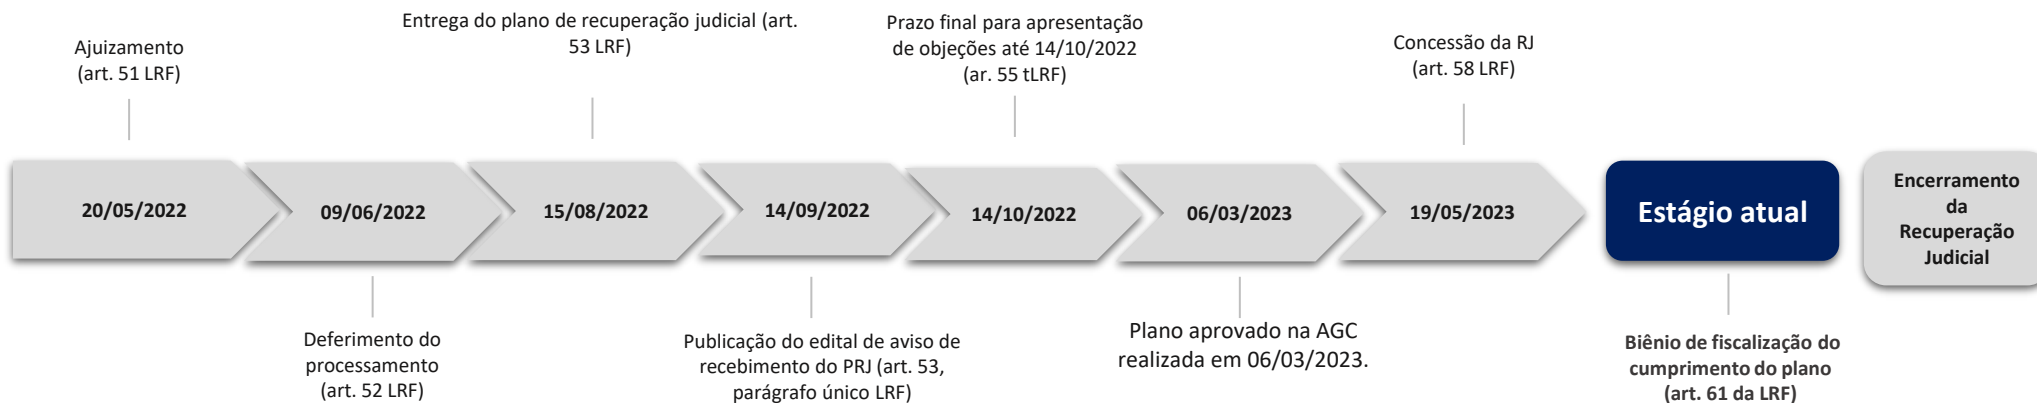 Ajuizamento
(art. 51 LRF)
Entrega do plano de recuperação judicial (art.
53 LRF)
Prazo final para apresentação
de objeções até 14/10/2022
(ar. 55 tLRF)
Concessão da RJ
(art. 58 LRF)
20/05/2022
09/06/2022
15/08/2022
14/09/2022
14/10/2022
06/03/2023
19/05/2023
Estágio atual
Encerramento
da
Recuperação
Judicial
Deferimento do
processamento
(art. 52 LRF)
Publicação do edital de aviso de
recebimento do PRJ (art. 53,
parágrafo único LRF)
Plano aprovado na AGC
realizada em 06/03/2023.
Biênio de fiscalização do
cumprimento do plano
(art. 61 da LRF)